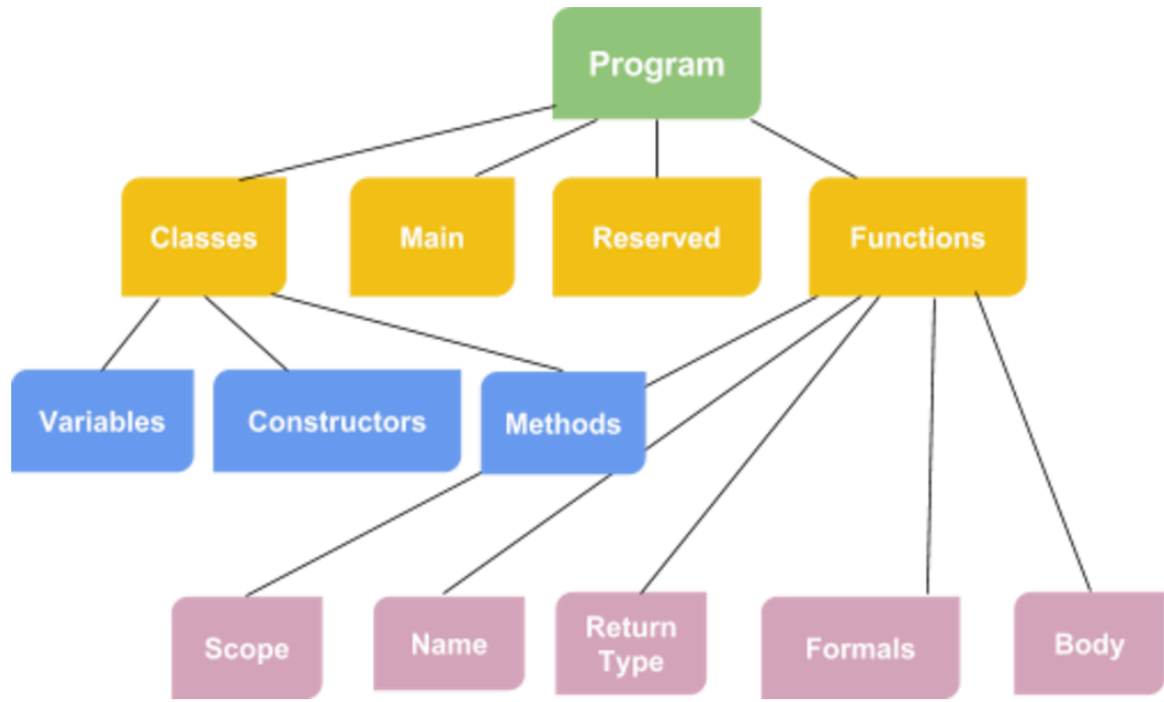 Program
Classes
Main
Reserved
Functions
Variables
Constructors
Methods
Scope
Name
Return
Type
Formals
Body